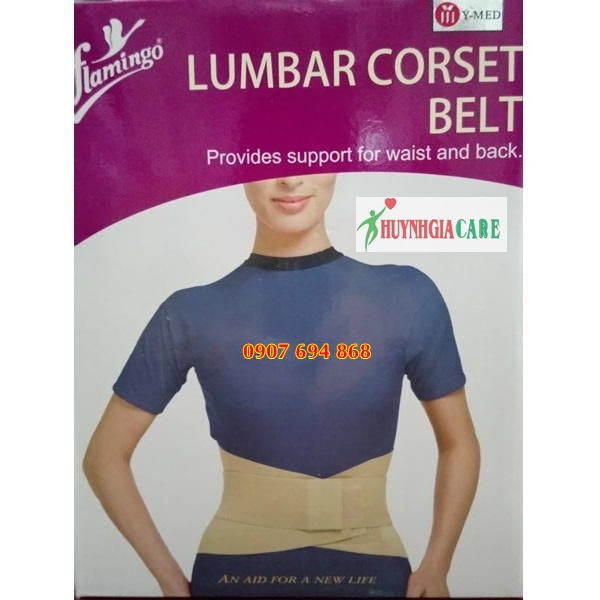 flamingo®
Y-MED
LUMBAR CORSET
BELT
Provides support for waist and back.
HUYNHGIACARE
0907 694 868
AN AID FOR A NEW LIFE